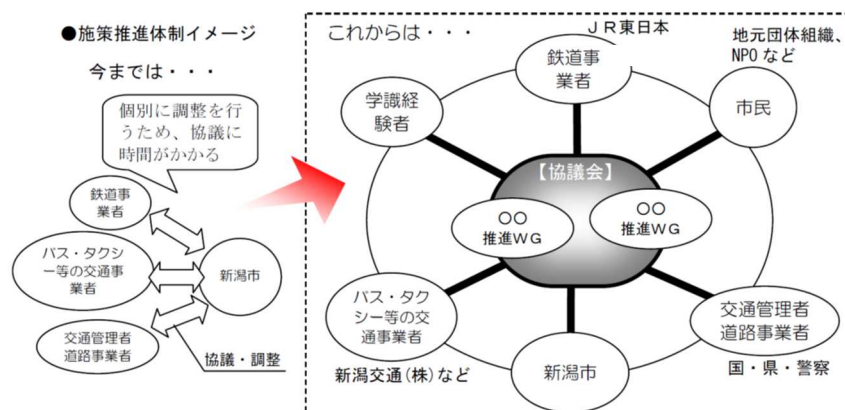 ●施策推進体制イメージ
今までは・・・
個別に調整を行
うため、協議に
時間がかかる
鉄道事
業者
バス・タクシ
ー等の交通事
業者
新潟市
交通管理者
道路事業者
協議・調整
これからは・・・
ＪＲ東日本
鉄道事
業者
地元団体組織、
NPO など
学識経
験者
市民
【協議会】
○○
推進ＷＧ
○○
推進ＷＧ
バス・タク
シー等の交
通事業者
新潟交通(株)など
新潟市
交通管理者
道路事業者
国・県・警察